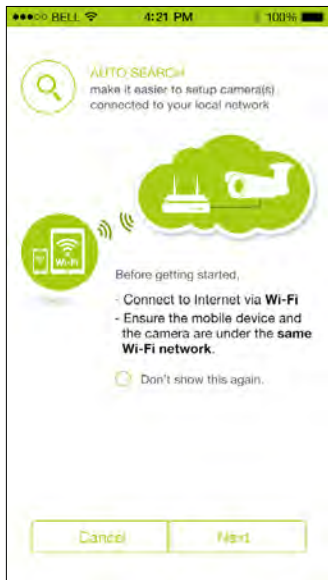 ●●●○○ BELL 4:21 PM 100%
AUTO SEARCH
make it easier to setup camera(s)
connected to your local network
Wi-Fi
Before getting started,
- Connect to Internet via Wi-Fi
- Ensure the mobile device and
the camera are under the same
Wi-Fi network.
Don't show this again.
Cancel Next